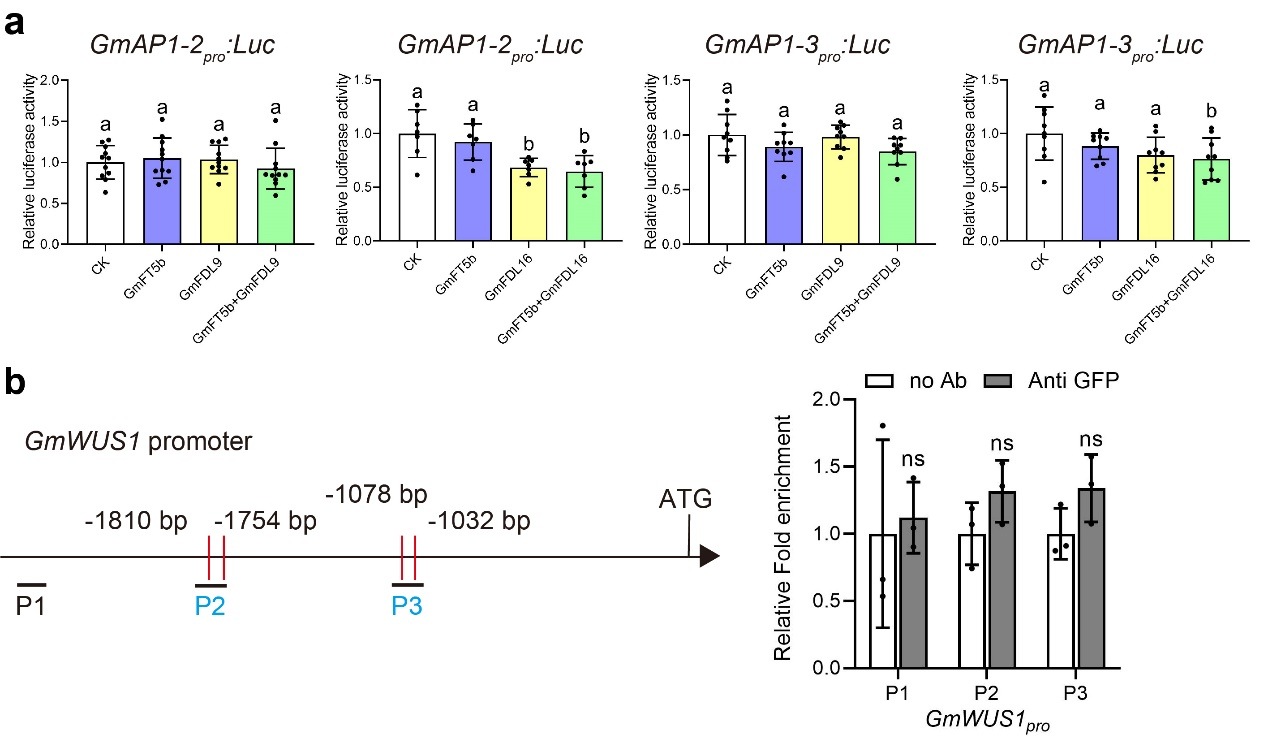 a
GmAP1-2pro:Luc
GmAP1-2pro:Luc
GmAP1-3pro:Luc
GmAP1-3pro:Luc
Relative luciferase activity
2.0
1.5
1.0
0.5
0.0
a
a
a
a
CK
GmFT5b
GmFDL9
GmFT5b+GmFDL9
Relative luciferase activity
1.5
1.0
0.5
0.0
a
a
b
b
CK
GmFT5b
GmFDL16
GmFT5b+GmFDL16
Relative luciferase activity
1.5
1.0
0.5
0.0
a
a
a
a
CK
GmFT5b
GmFDL9
GmFT5b+GmFDL9
Relative luciferase activity
1.5
1.0
0.5
0.0
a
a
a
b
CK
GmFT5b
GmFDL16
GmFT5b+GmFDL16
b
GmWUS1 promoter
-1078 bp
ATG
-1810 bp
-1754 bp
-1032 bp
P1
P2
P3
no Ab
Anti GFP
Relative Fold enrichment
2.0
1.5
1.0
0.5
0.0
ns
ns
ns
P1
P2
P3
GmWUS1pro